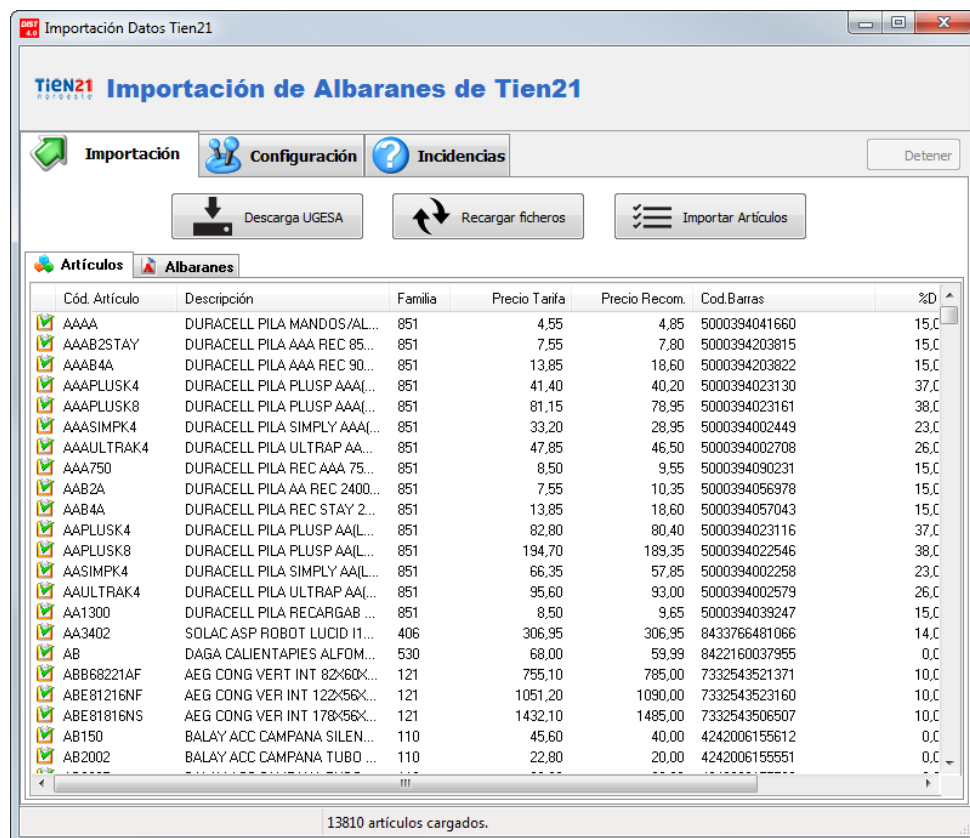 DIST 4.0 Importación Datos Tien21
Tien21 noroeste Importación de Albaranes de Tien21
Importación Configuración Incidencias Detener
Descarga UGESA Recargar ficheros Importar Artículos
Artículos Albaranes
Cód. Artículo Descripción Familia Precio Tarifa Precio Recom. Cod.Barras %D
AAAA DURACELL PILA MANDOS/AL... 851 4,55 4,85 5000394041660 15,0
AAAB2STAY DURACELL PILA AAA REC 85... 851 7,55 7,80 5000394203815 15,0
AAAB4A DURACELL PILA AAA REC 90... 851 13,85 18,60 5000394203822 15,0
AAAPLUSK4 DURACELL PILA PLUSP AAA(... 851 41,40 40,20 5000394023130 37,0
AAAPLUSK8 DURACELL PILA PLUSP AAA(... 851 81,15 78,95 5000394023161 38,0
AAASIMPK4 DURACELL PILA SIMPLY AAA(... 851 33,20 28,95 5000394002449 23,0
AAAULTRAK4 DURACELL PILA ULTRAP AA... 851 47,85 46,50 5000394002708 26,0
AAA750 DURACELL PILA REC AAA 75... 851 8,50 9,55 5000394090231 15,0
AAB2A DURACELL PILA AA REC 2400... 851 7,55 10,35 5000394056978 15,0
AAB4A DURACELL PILA REC STAY 2... 851 13,85 18,60 5000394057043 15,0
AAPLUSK4 DURACELL PILA PLUSP AA(L... 851 82,80 80,40 5000394023116 37,0
AAPLUSK8 DURACELL PILA PLUSP AA(L... 851 194,70 189,35 5000394022546 38,0
AASIMPK4 DURACELL PILA SIMPLY AA(L... 851 66,35 57,85 5000394002258 23,0
AAULTRAK4 DURACELL PILA ULTRAP AA(... 851 95,60 93,00 5000394002579 26,0
AA1300 DURACELL PILA RECARGAB ... 851 8,50 9,65 5000394039247 15,0
AA3402 SOLAC ASP ROBOT LUCID I1... 406 306,95 306,95 8433766481066 14,0
AB DAGA CALIENTAPIES ALFOM... 530 68,00 59,99 8422160037955 0,0
ABB68221AF AEG CONG VERT INT 82X60X... 121 755,10 785,00 7332543521371 10,0
ABE81216NF AEG CONG VER INT 122X56X... 121 1051,20 1090,00 7332543523160 10,0
ABE81816NS AEG CONG VER INT 178X56X... 121 1432,10 1485,00 7332543506507 10,0
AB150 BALAY ACC CAMPANA SILEN... 110 45,60 40,00 4242006155612 0,0
AB2002 BALAY ACC CAMPANA TUBO ... 110 22,80 20,00 4242006155551 0,0
13810 artículos cargados.